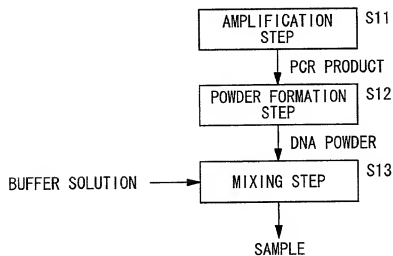 AMPLIFICATION STEP S11
PCR PRODUCT
POWDER FORMATION STEP S12
DNA POWDER
BUFFER SOLUTION
MIXING STEP S13
SAMPLE